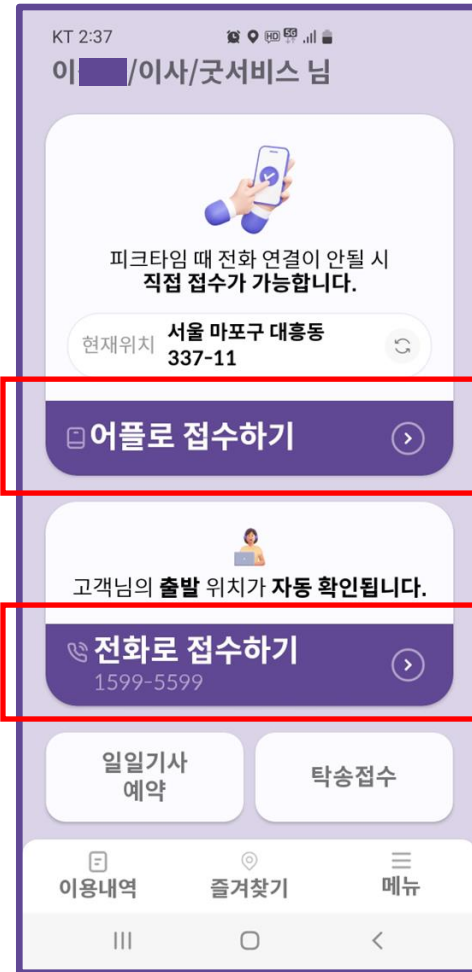 KT 2:37 HD 5G
이 /이사/굿서비스 님
피크타임 때 전화 연결이 안될 시
직접 접수가 가능합니다.
현재위치 서울 마포구 대흥동
337-11
어플로 접수하기
고객님의 출발 위치가 자동 확인됩니다.
전화로 접수하기
1599-5599
일일기사
예약
탁송접수
이용내역 즐겨찾기 메뉴